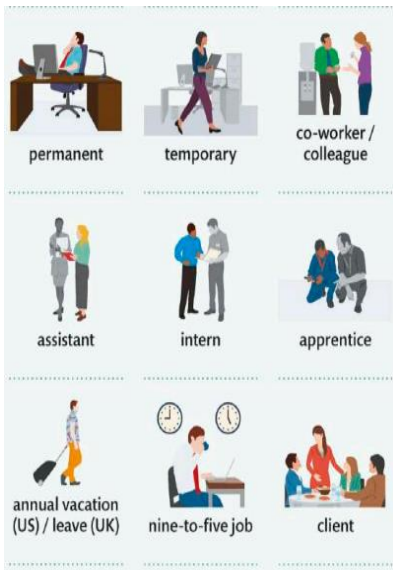 permanent
temporary
co-worker /
colleague
assistant
intern
apprentice
annual vacation
(US) / leave (UK)
nine-to-five job
client